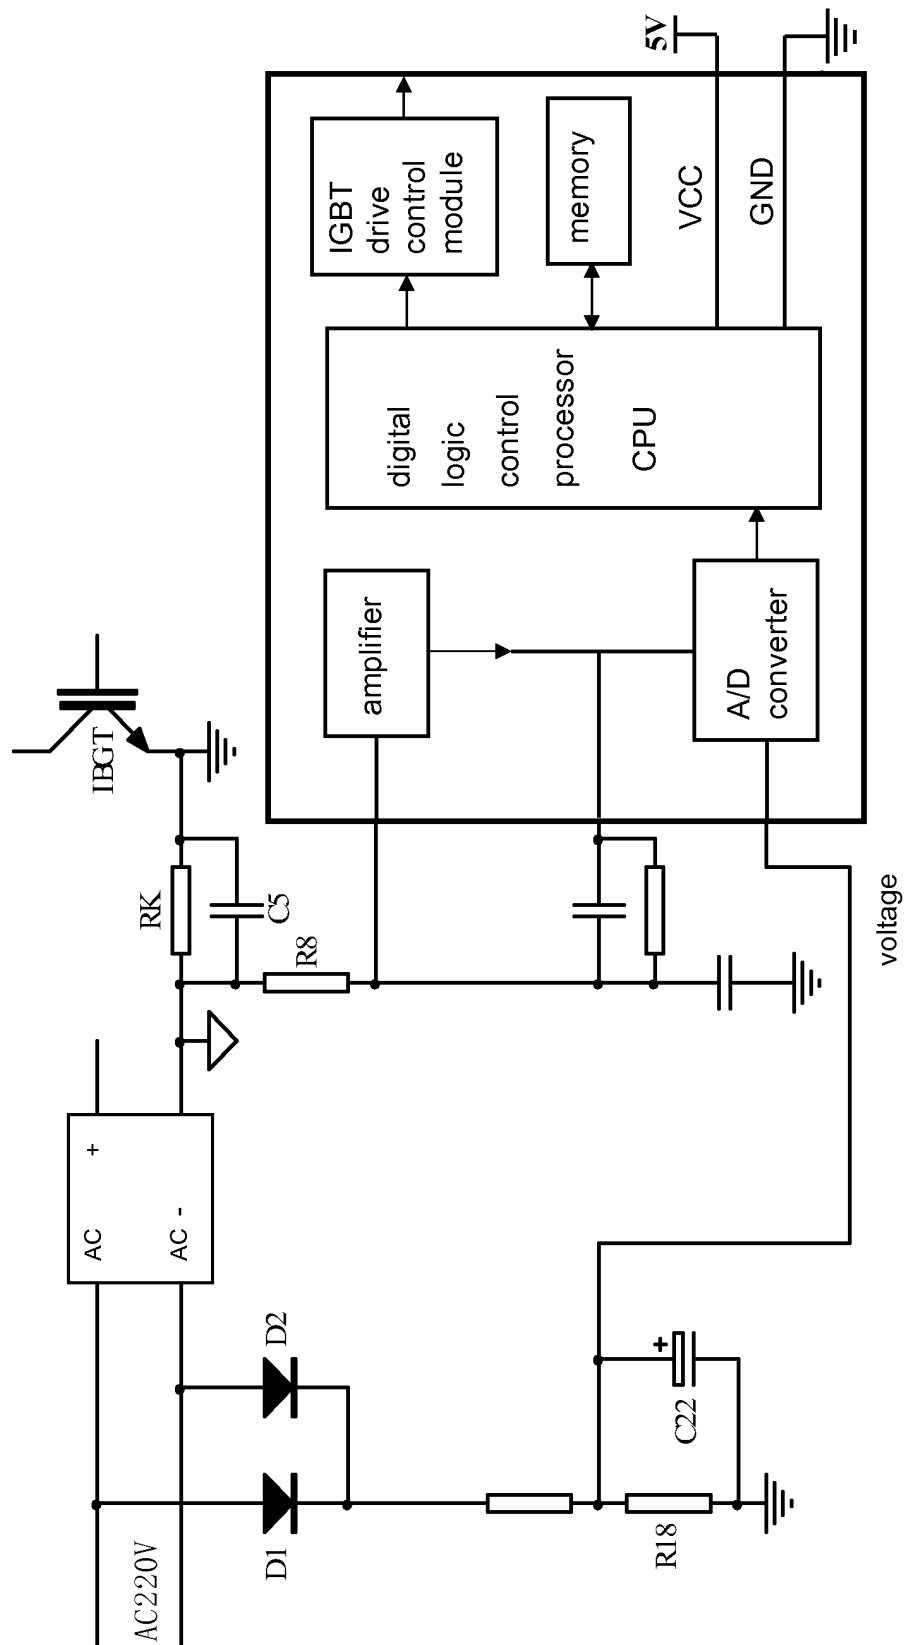 AC220V
D1
D2
AC +
AC -
R18
C22
RK
C5
R8
IBGT
voltage
amplifier
A/D
converter
digital
logic
control
processor
CPU
IGBT
drive
control
module
memory
VCC
GND
5V
+